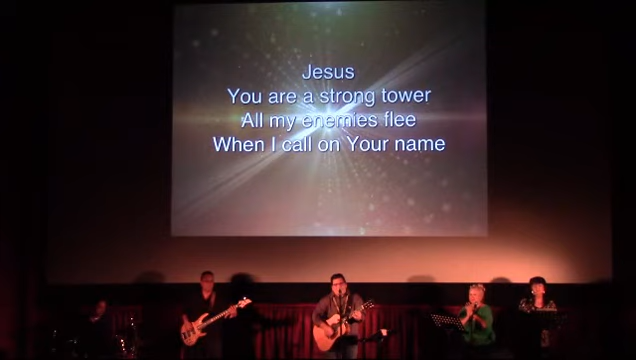 Jesus
You are a strong tower
All my enemies flee
When I call on Your name